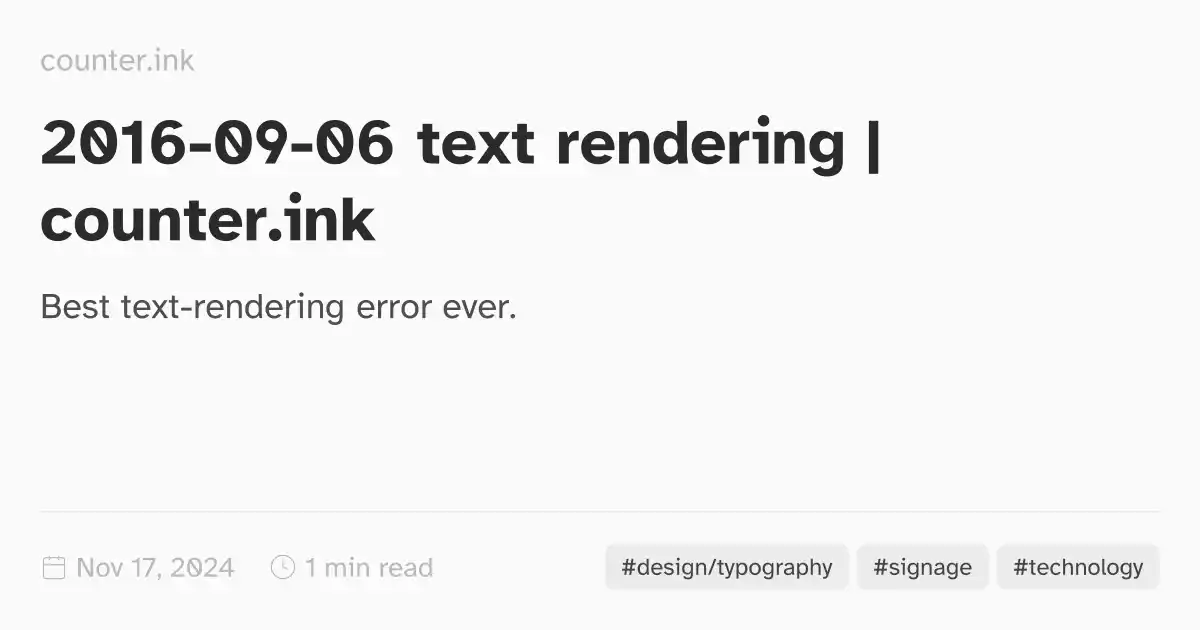 counter.ink
2016-09-06 text rendering |
counter.ink
Best text-rendering error ever.
Nov 17, 2024 1 min read #design/typography #signage #technology